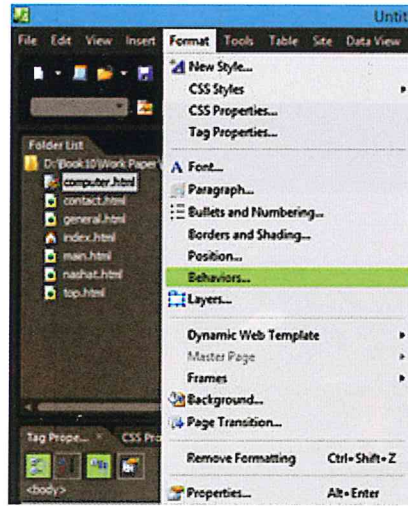 Untit
File Edit View Insert Format Tools Table Site Data View
New Style...
CSS Styles
CSS Properties...
Tag Properties...
Folder List
D:\Book10\Work Paper\
computer.html
contact.html
general.html
index.html
main.html
nashat.html
top.html
Font...
Paragraph...
Bullets and Numbering...
Borders and Shading...
Position...
Behaviors...
Layers...
Dynamic Web Template
Master Page
Frames
Background...
Page Transition...
Remove Formatting Ctrl+Shift+Z
Properties... Alt+Enter
Tag Prope... × CSS Pro
<body>